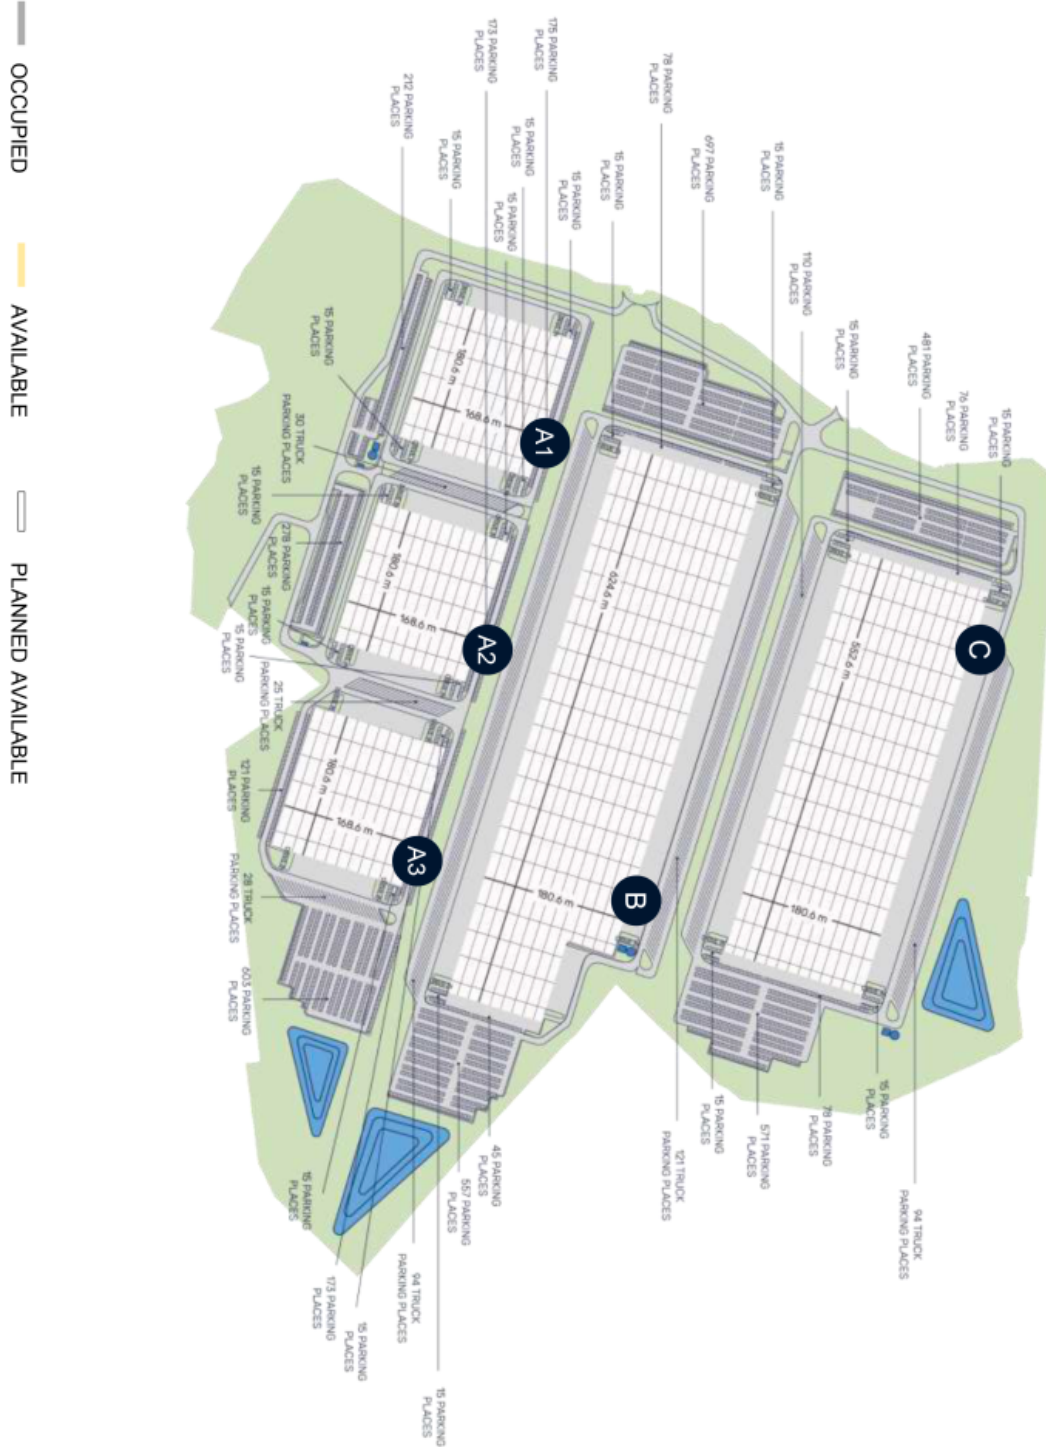 OCCUPIED
AVAILABLE
PLANNED AVAILABLE
15 PARKING
PLACES
76 PARKING
PLACES
481 PARKING
PLACES
15 PARKING
PLACES
110 PARKING
PLACES
15 PARKING
PLACES
697 PARKING
PLACES
78 PARKING
PLACES
15 PARKING
PLACES
15 PARKING
PLACES
175 PARKING
PLACES
15 PARKING
PLACES
15 PARKING
PLACES
173 PARKING
PLACES
15 PARKING
PLACES
212 PARKING
PLACES
15 PARKING
PLACES
30 TRUCK
PARKING PLACES
15 PARKING
PLACES
278 PARKING
PLACES
15 PARKING
PLACES
15 PARKING
PLACES
25 TRUCK
PARKING PLACES
121 PARKING
PLACES
28 TRUCK
PARKING PLACES
603 PARKING
PLACES
180.6 m
168.6 m
A1
180.6 m
168.6 m
A2
180.6 m
168.6 m
A3
624.6 m
180.6 m
B
552.6 m
180.6 m
C
94 TRUCK
PARKING PLACES
15 PARKING
PLACES
78 PARKING
PLACES
571 PARKING
PLACES
15 PARKING
PLACES
121 TRUCK
PARKING PLACES
45 PARKING
PLACES
557 PARKING
PLACES
15 PARKING
PLACES
94 TRUCK
PARKING PLACES
15 PARKING
PLACES
173 PARKING
PLACES
15 PARKING
PLACES